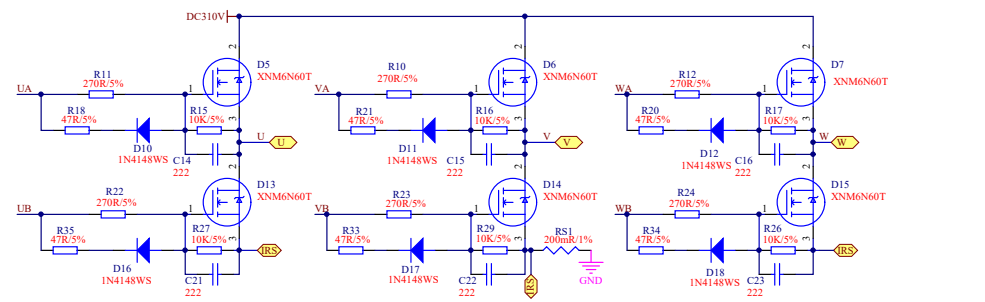 DC310V
D5
XNM6N60T
D6
XNM6N60T
D7
XNM6N60T
2
2
2
R11
270R/5%
R10
270R/5%
R12
270R/5%
UA
1
VA
1
WA
1
R18
47R/5%
R15
10K/5%
R21
47R/5%
R16
10K/5%
R20
47R/5%
R17
10K/5%
3
3
3
D10
1N4148WS
C14
222
U
U
D11
1N4148WS
C15
222
V
V
D12
1N4148WS
C16
222
W
W
2
2
2
D13
XNM6N60T
D14
XNM6N60T
D15
XNM6N60T
R22
270R/5%
R23
270R/5%
R24
270R/5%
UB
1
VB
1
WB
1
R35
47R/5%
R27
10K/5%
R33
47R/5%
R29
10K/5%
RS1
200mR/1%
R34
47R/5%
R26
10K/5%
3
3
3
IRS
IRS
D16
1N4148WS
C21
222
D17
1N4148WS
C22
222
IRS
GND
D18
1N4148WS
C23
222